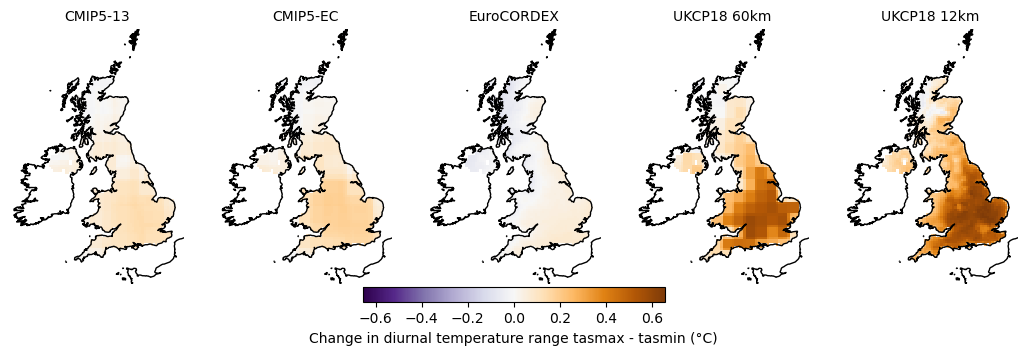 CMIP5-13
CMIP5-EC
EuroCORDEX
UKCP18 60km
UKCP18 12km
−0.6 −0.4 −0.2 0.0 0.2 0.4 0.6
Change in diurnal temperature range tasmax - tasmin (°C)